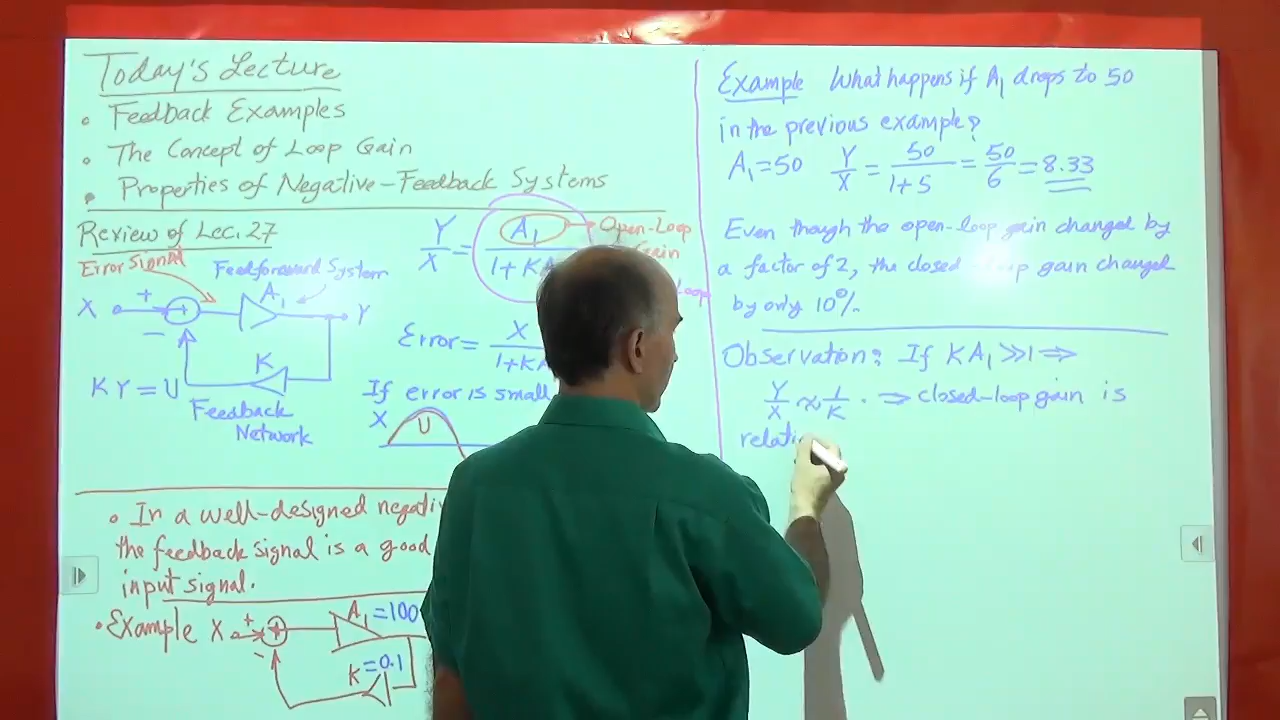 Today's Lecture
• Feedback Examples
• The Concept of Loop Gain
• Properties of Negative-Feedback Systems
Review of Lec. 27
Error Signal
Feedforward System
X + − A₁ Y
K
KY = U
Feedback
Network
Y/X = A₁/(1+KA
Open-Loop
Gain
Loop
Error = X/(1+KA
If error is small
X U
• In a well-designed negati
the feedback signal is a good
input signal.
• Example X + − A₁ = 100
K = 0.1
Example What happens if A₁ drops to 50
in the previous example?
A₁ = 50 Y/X = 50/(1+5) = 50/6 = 8.33
Even though the open-loop gain changed by
a factor of 2, the closed-loop gain changed
by only 10%.
Observation: If KA₁ >> 1 ⇒
Y/X ≈ 1/K . ⇒ closed-loop gain is
relati